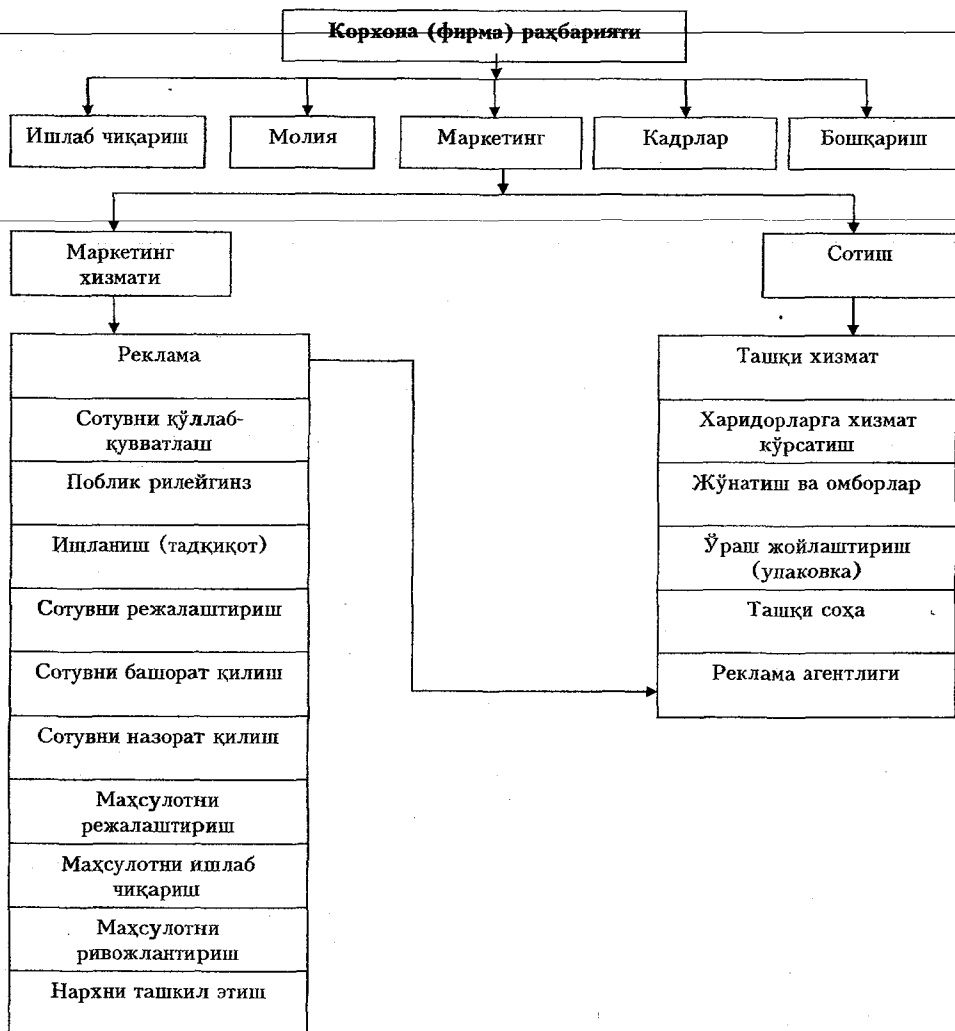 Корхона (фирма) раҳбарияти
Ишлаб чиқариш
Молия
Маркетинг
Кадрлар
Бошқариш
Маркетинг
хизмати
Сотиш
Реклама
Сотувни қўллаб-
қувватлаш
Поблик рилейгинз
Ишланиш (тадқиқот)
Сотувни режалаштириш
Сотувни башорат қилиш
Сотувни назорат қилиш
Маҳсулотни
режалаштириш
Маҳсулотни ишлаб
чиқариш
Маҳсулотни
ривожлантириш
Нархни ташкил этиш
Ташқи хизмат
Харидорларга хизмат
кўрсатиш
Жўнатиш ва омборлар
Ўраш жойлаштириш
(упаковка)
Ташқи соҳа
Реклама агентлиги